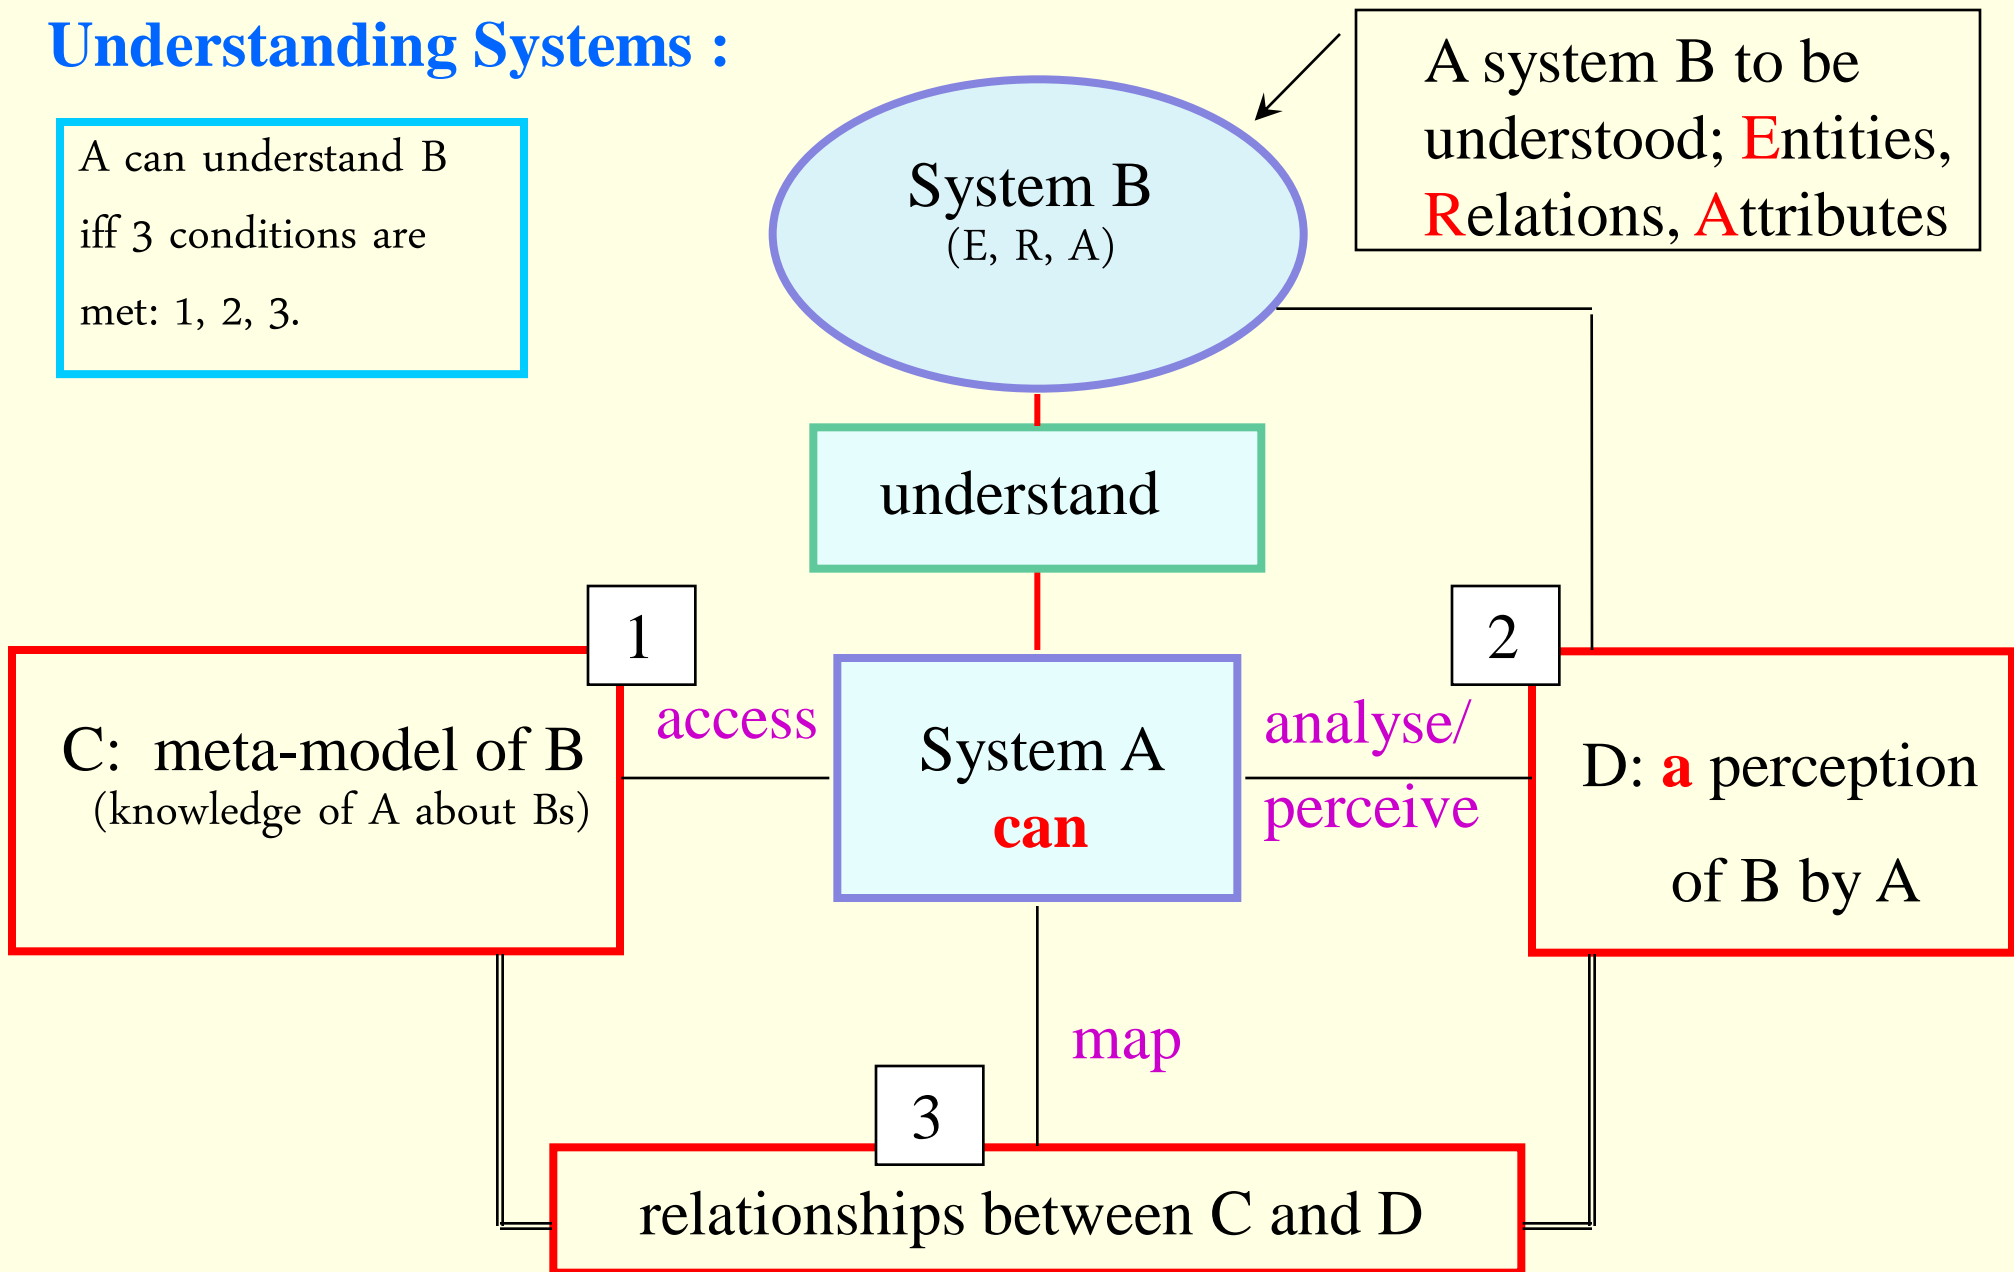 Understanding Systems :
A can understand B
iff 3 conditions are
met: 1, 2, 3.
System B
(E, R, A)
A system B to be
understood; Entities,
Relations, Attributes
understand
1
2
C: meta-model of B
(knowledge of A about Bs)
access
System A
can
analyse/
perceive
D: a perception
of B by A
map
3
relationships between C and D